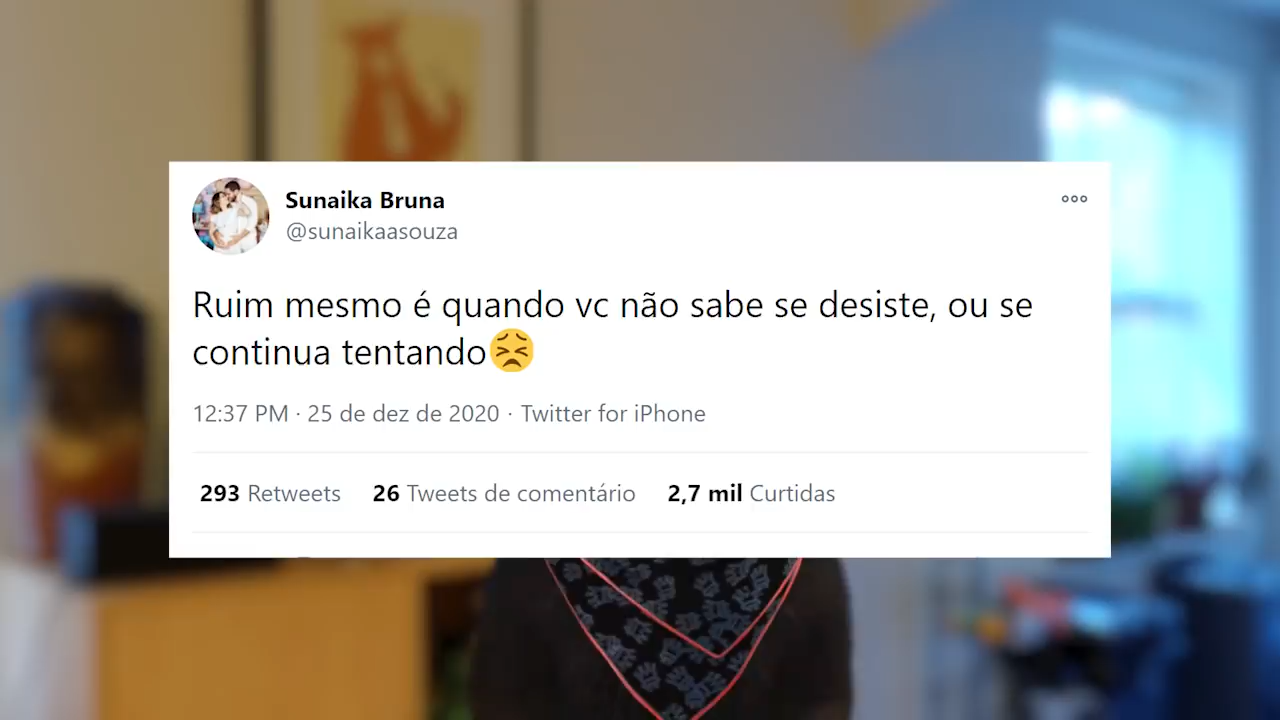 Sunaika Bruna
@sunaikaasouza
Ruim mesmo é quando vc não sabe se desiste, ou se
continua tentando😣
12:37 PM · 25 de dez de 2020 · Twitter for iPhone
293 Retweets 26 Tweets de comentário 2,7 mil Curtidas